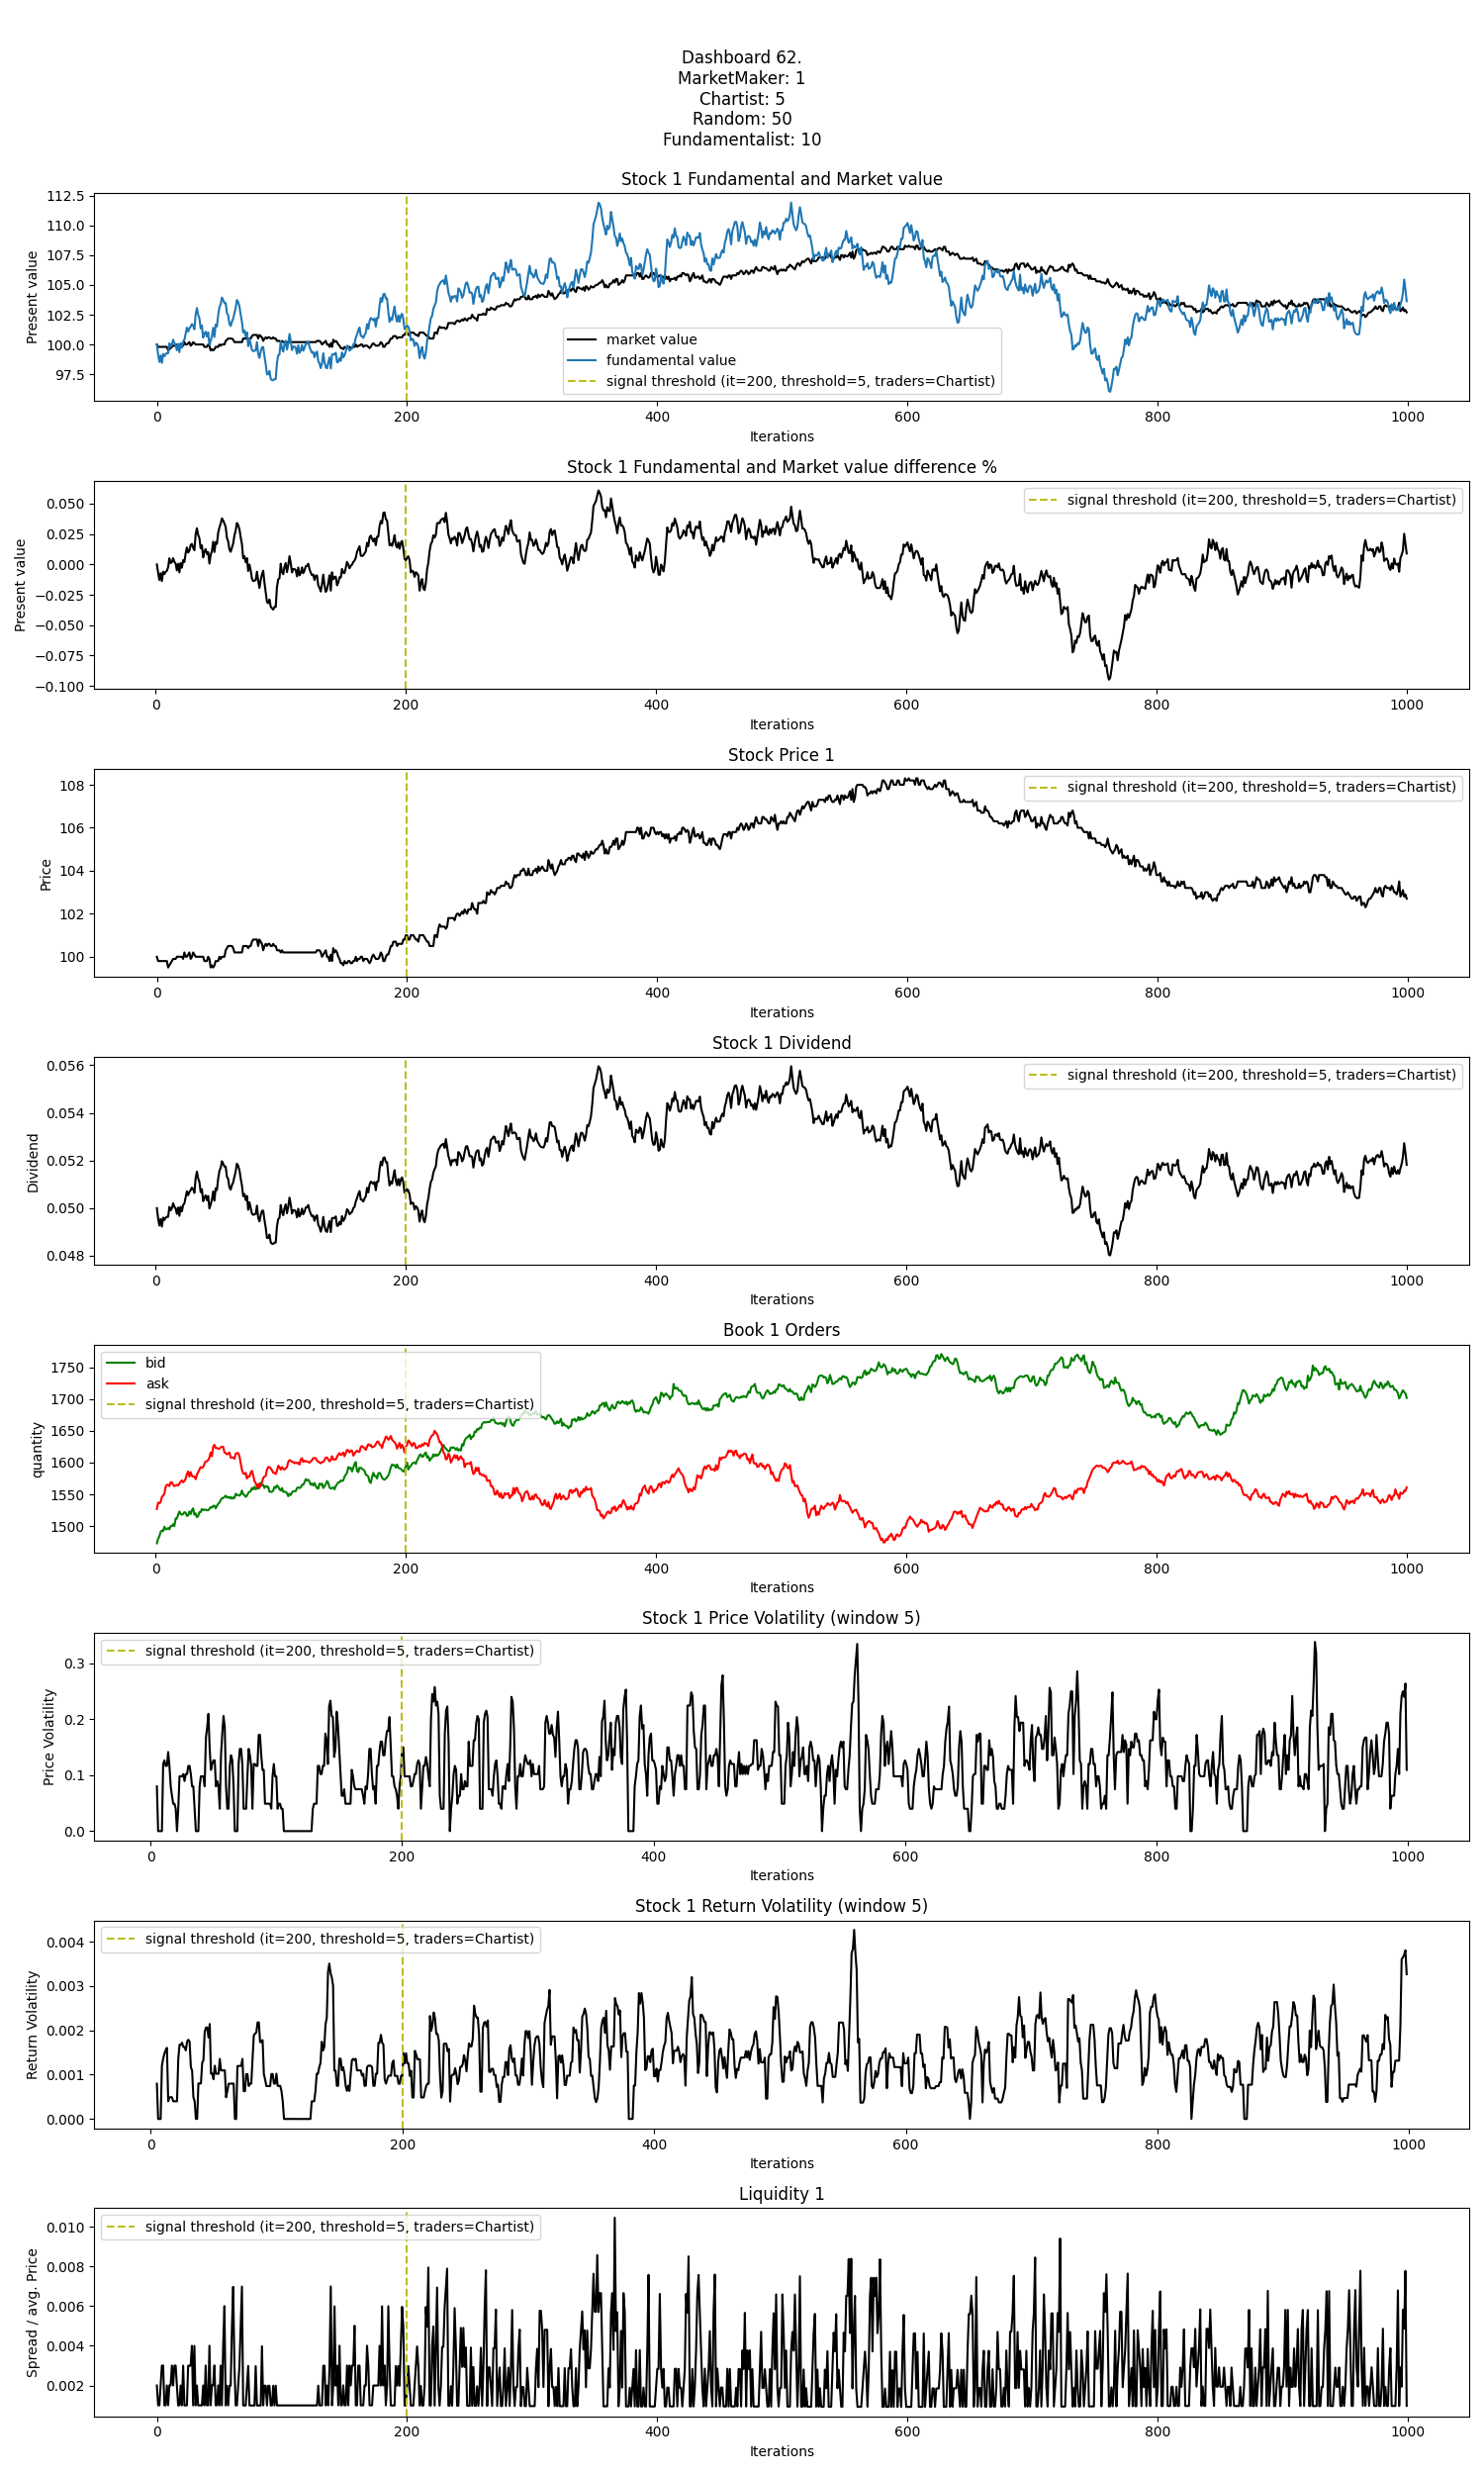 Dashboard 62.
MarketMaker: 1
Chartist: 5
Random: 50
Fundamentalist: 10
Stock 1 Fundamental and Market value
Present value
112.5
110.0
107.5
105.0
102.5
100.0
97.5
market value
fundamental value
signal threshold (it=200, threshold=5, traders=Chartist)
0 200 400 600 800 1000
Iterations
Stock 1 Fundamental and Market value difference %
Present value
0.050
0.025
0.000
−0.025
−0.050
−0.075
−0.100
signal threshold (it=200, threshold=5, traders=Chartist)
0 200 400 600 800 1000
Iterations
Stock Price 1
Price
108
106
104
102
100
signal threshold (it=200, threshold=5, traders=Chartist)
0 200 400 600 800 1000
Iterations
Stock 1 Dividend
Dividend
0.056
0.054
0.052
0.050
0.048
signal threshold (it=200, threshold=5, traders=Chartist)
0 200 400 600 800 1000
Iterations
Book 1 Orders
quantity
1750
1700
1650
1600
1550
1500
bid
ask
signal threshold (it=200, threshold=5, traders=Chartist)
0 200 400 600 800 1000
Iterations
Stock 1 Price Volatility (window 5)
Price Volatility
0.3
0.2
0.1
0.0
signal threshold (it=200, threshold=5, traders=Chartist)
0 200 400 600 800 1000
Iterations
Stock 1 Return Volatility (window 5)
Return Volatility
0.004
0.003
0.002
0.001
0.000
signal threshold (it=200, threshold=5, traders=Chartist)
0 200 400 600 800 1000
Iterations
Liquidity 1
Spread / avg. Price
0.010
0.008
0.006
0.004
0.002
signal threshold (it=200, threshold=5, traders=Chartist)
0 200 400 600 800 1000
Iterations